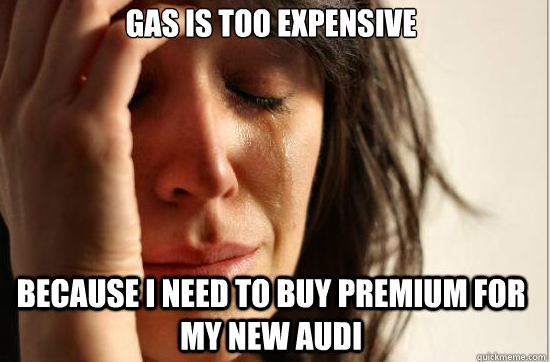 GAS IS TOO EXPENSIVE
BECAUSE I NEED TO BUY PREMIUM FOR
MY NEW AUDI
quickmeme.com